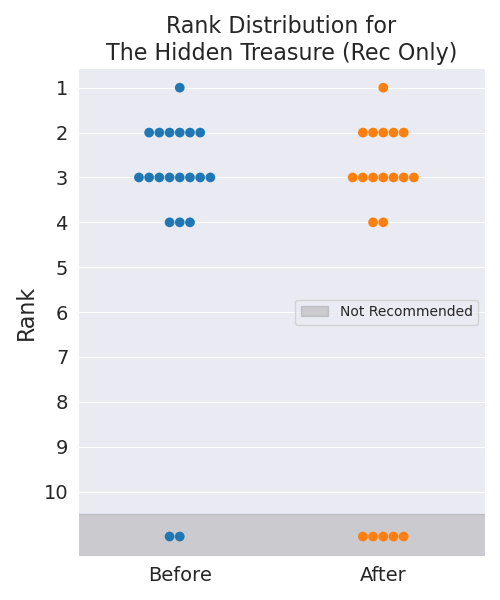 Rank Distribution for
The Hidden Treasure (Rec Only)
Rank
1
2
3
4
5
6
7
8
9
10
Not Recommended
Before
After